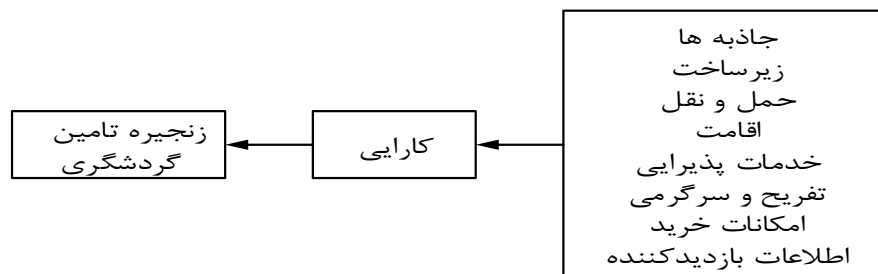 جاذبه ها
زیرساخت
حمل و نقل
اقامت
خدمات پذیرایی
تفریح و سرگرمی
امکانات خرید
اطلاعات بازدیدکننده
کارایی
زنجیره تامین
گردشگری